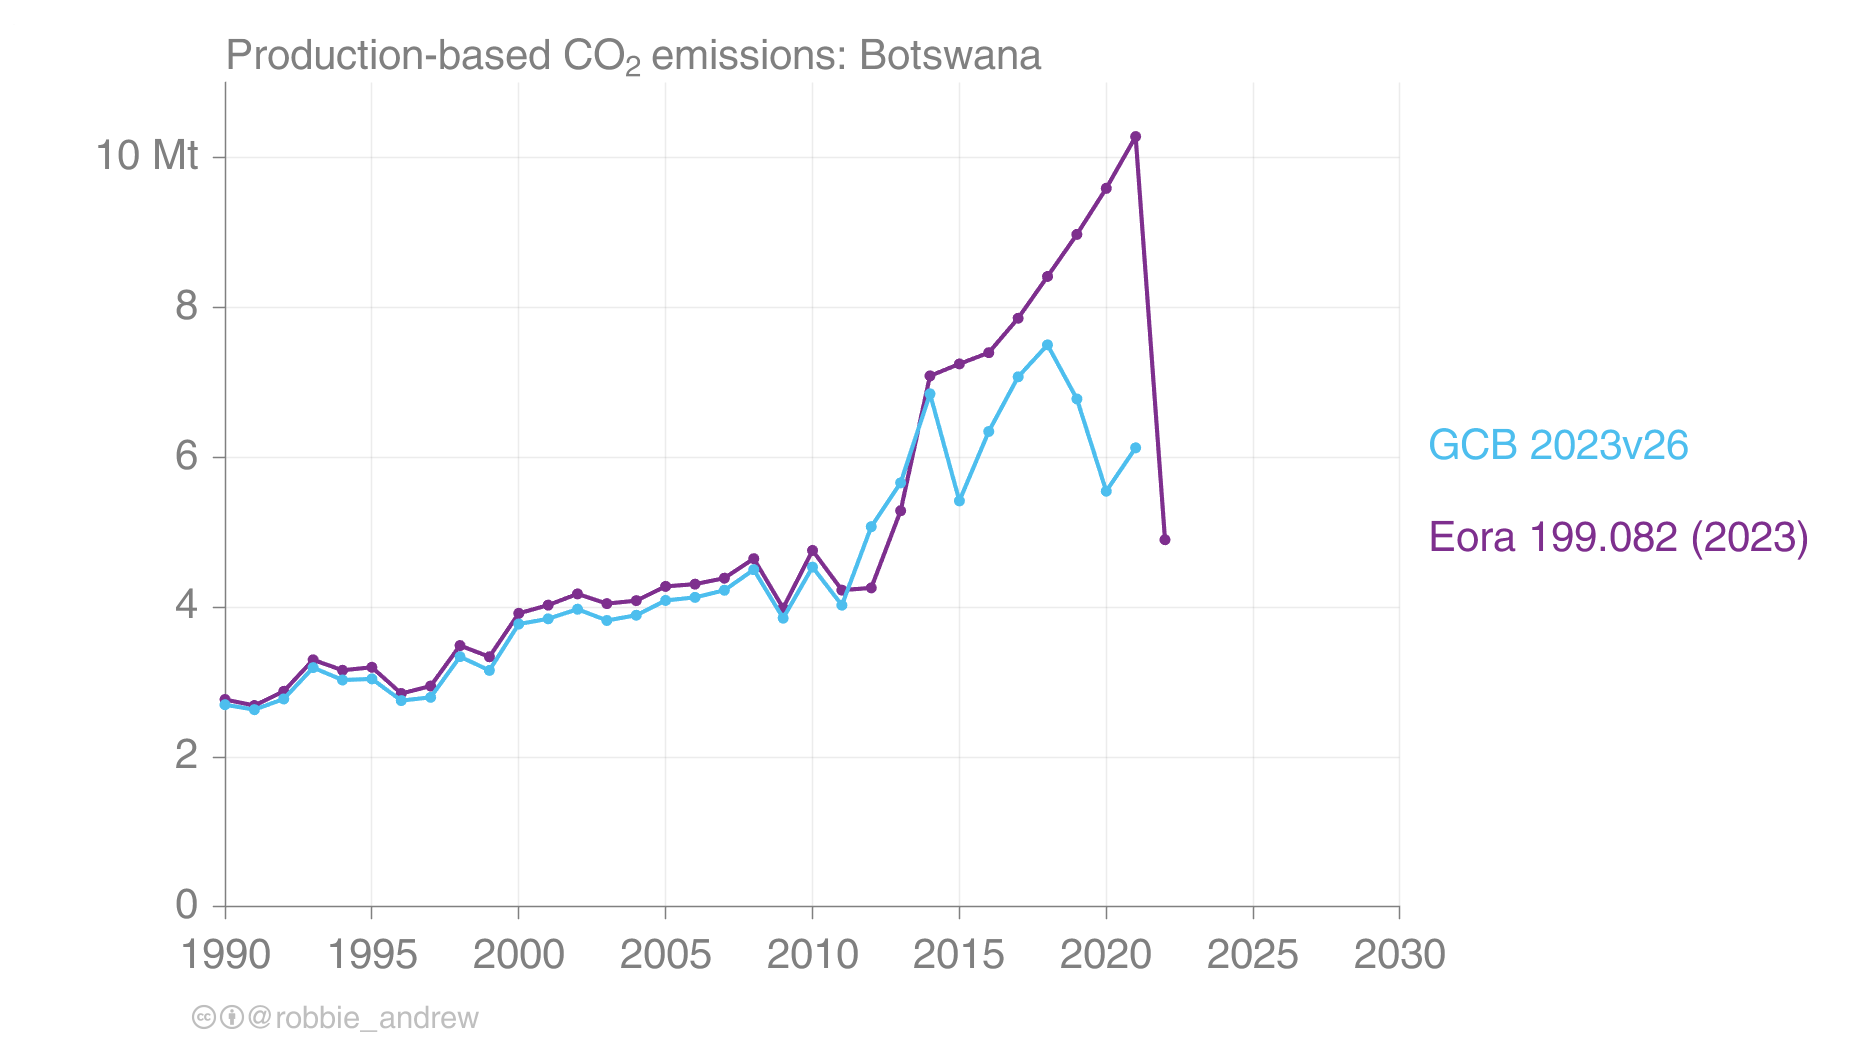 Production-based CO₂ emissions: Botswana
10 Mt
8
6
4
2
0
1990 1995 2000 2005 2010 2015 2020 2025 2030
GCB 2023v26
Eora 199.082 (2023)
@robbie_andrew